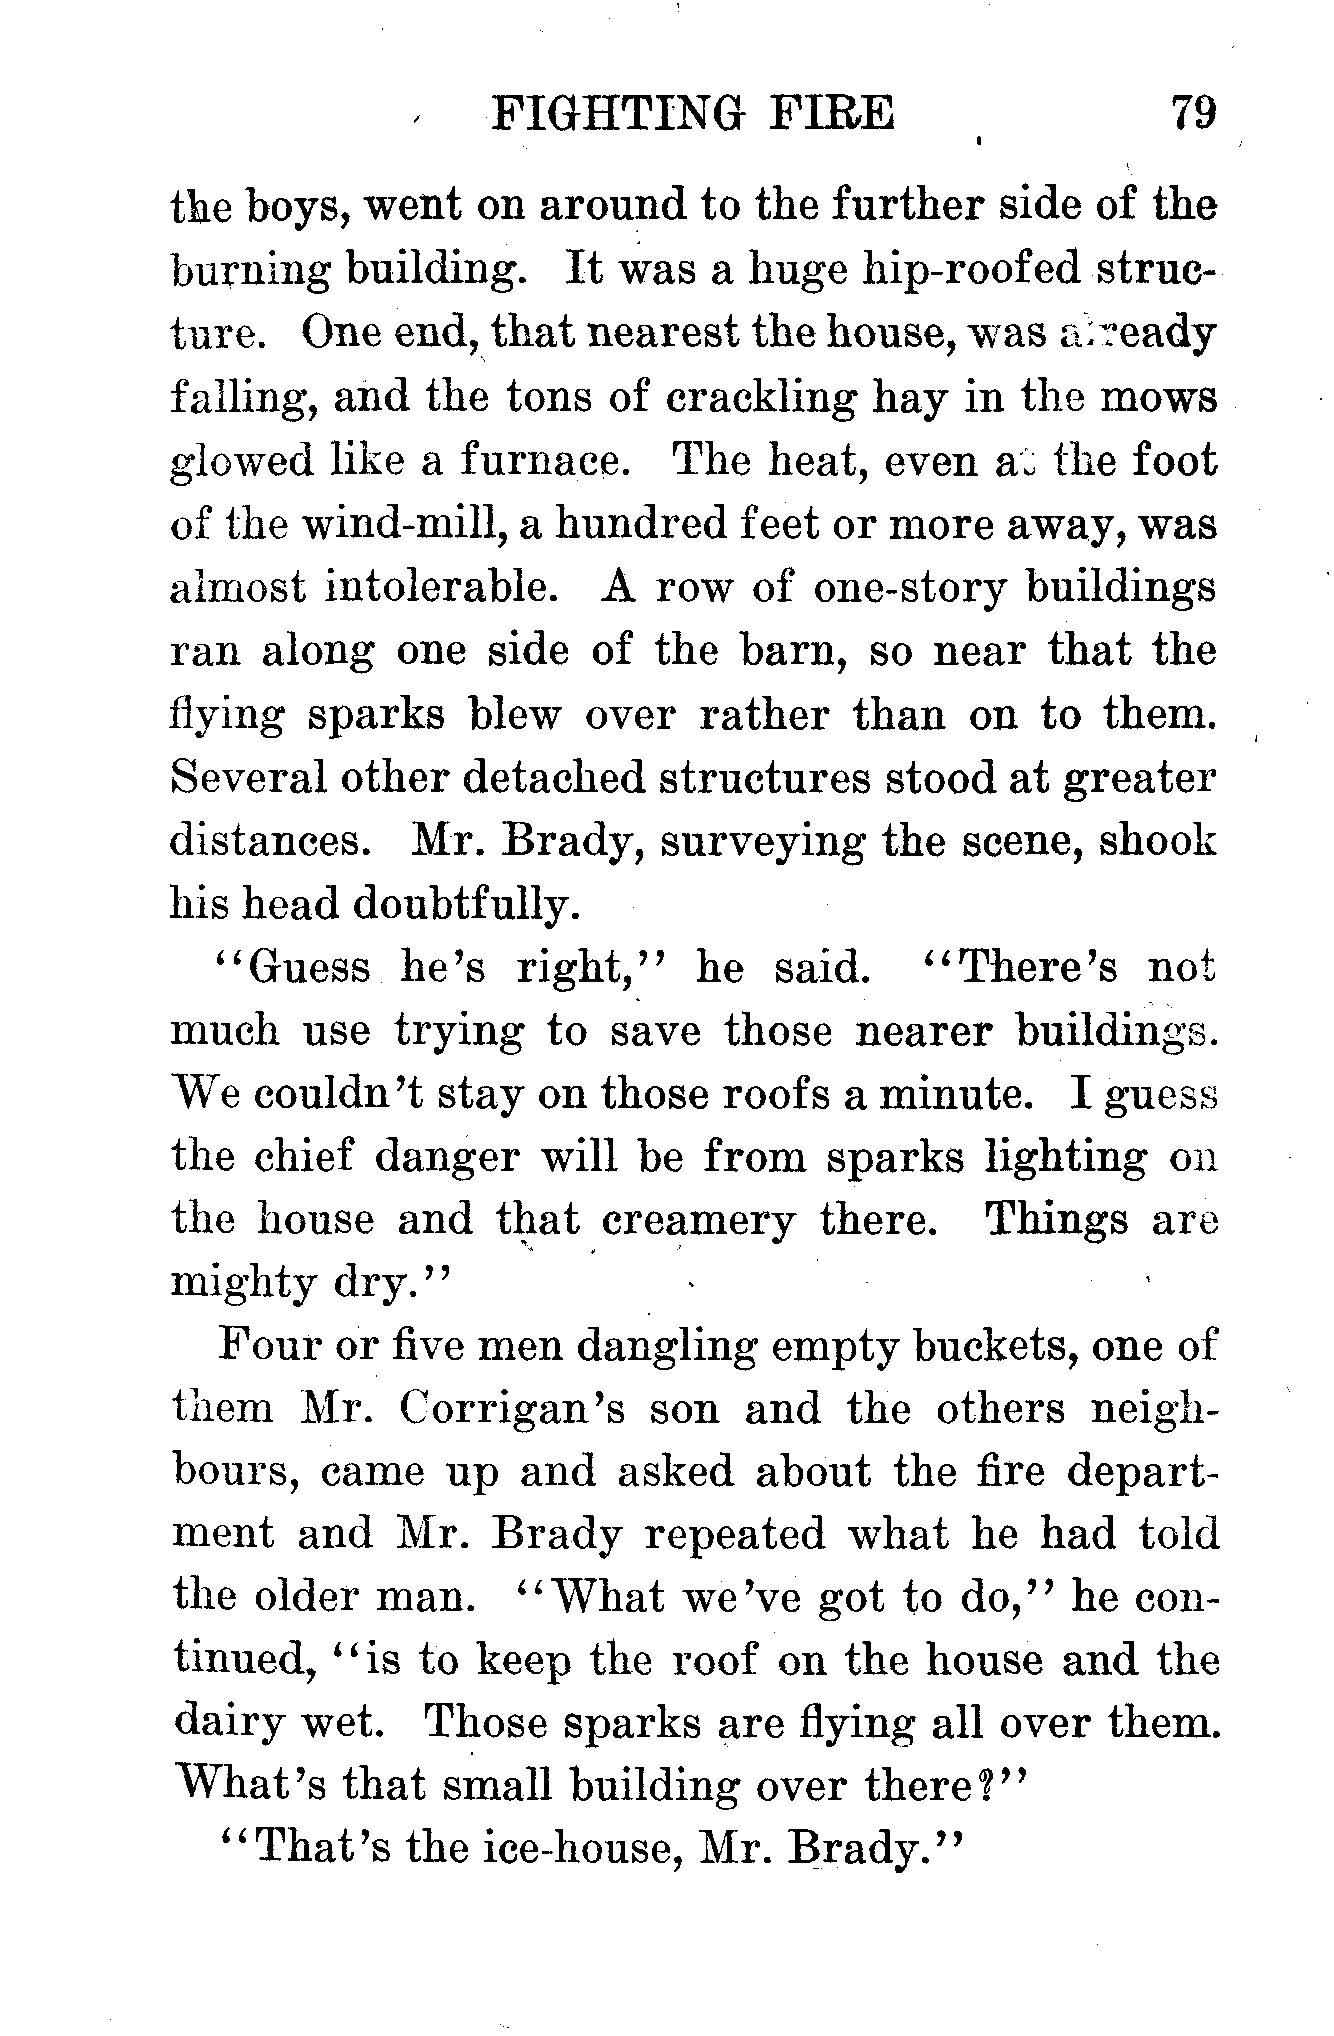 FIGHTING FIRE 79
the boys, went on around to the further side of the
burning building. It was a huge hip-roofed struc-
ture. One end, that nearest the house, was already
falling, and the tons of crackling hay in the mows
glowed like a furnace. The heat, even at the foot
of the wind-mill, a hundred feet or more away, was
almost intolerable. A row of one-story buildings
ran along one side of the barn, so near that the
flying sparks blew over rather than on to them.
Several other detached structures stood at greater
distances. Mr. Brady, surveying the scene, shook
his head doubtfully.
"Guess he's right," he said. "There's not
much use trying to save those nearer buildings.
We couldn't stay on those roofs a minute. I guess
the chief danger will be from sparks lighting on
the house and that creamery there. Things are
mighty dry."
Four or five men dangling empty buckets, one of
them Mr. Corrigan's son and the others neigh-
bours, came up and asked about the fire depart-
ment and Mr. Brady repeated what he had told
the older man. "What we've got to do," he con-
tinued, "is to keep the roof on the house and the
dairy wet. Those sparks are flying all over them.
What's that small building over there?"
"That's the ice-house, Mr. Brady."